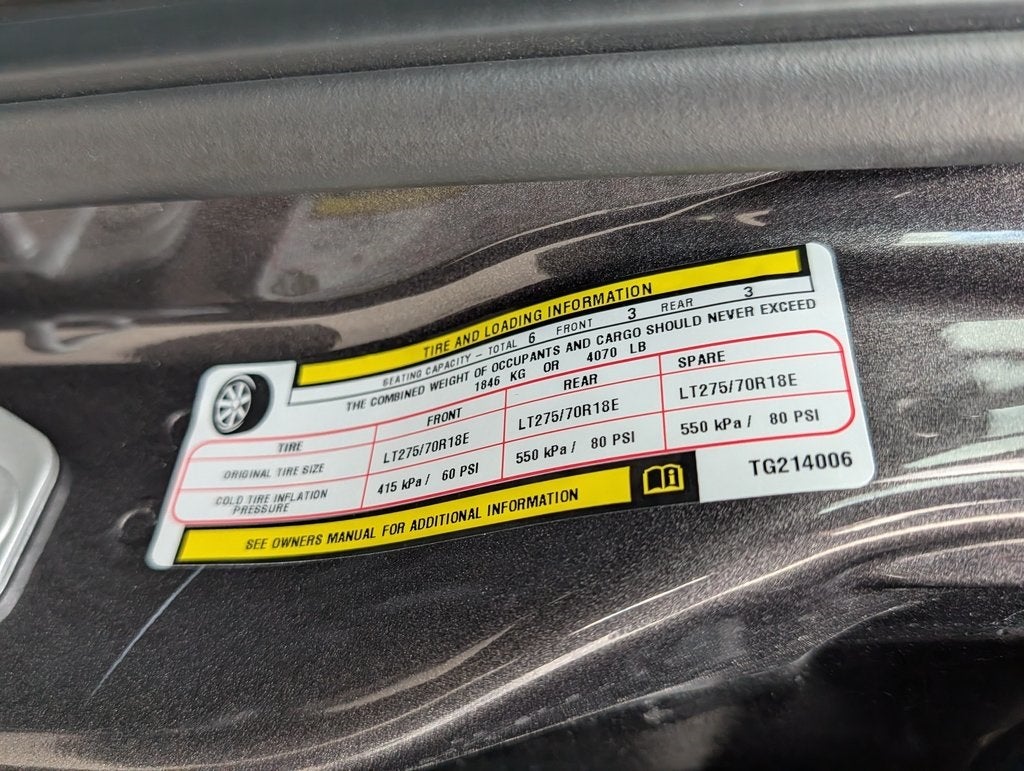 TIRE AND LOADING INFORMATION
SEATING CAPACITY - TOTAL 6 FRONT 3 REAR 3
THE COMBINED WEIGHT OF OCCUPANTS AND CARGO SHOULD NEVER EXCEED
1846 KG OR 4070 LB
TIRE FRONT REAR SPARE
ORIGINAL TIRE SIZE LT275/70R18E LT275/70R18E LT275/70R18E
COLD TIRE INFLATION
PRESSURE 415 kPa / 60 PSI 550 kPa / 80 PSI 550 kPa / 80 PSI
SEE OWNERS MANUAL FOR ADDITIONAL INFORMATION
TG214006